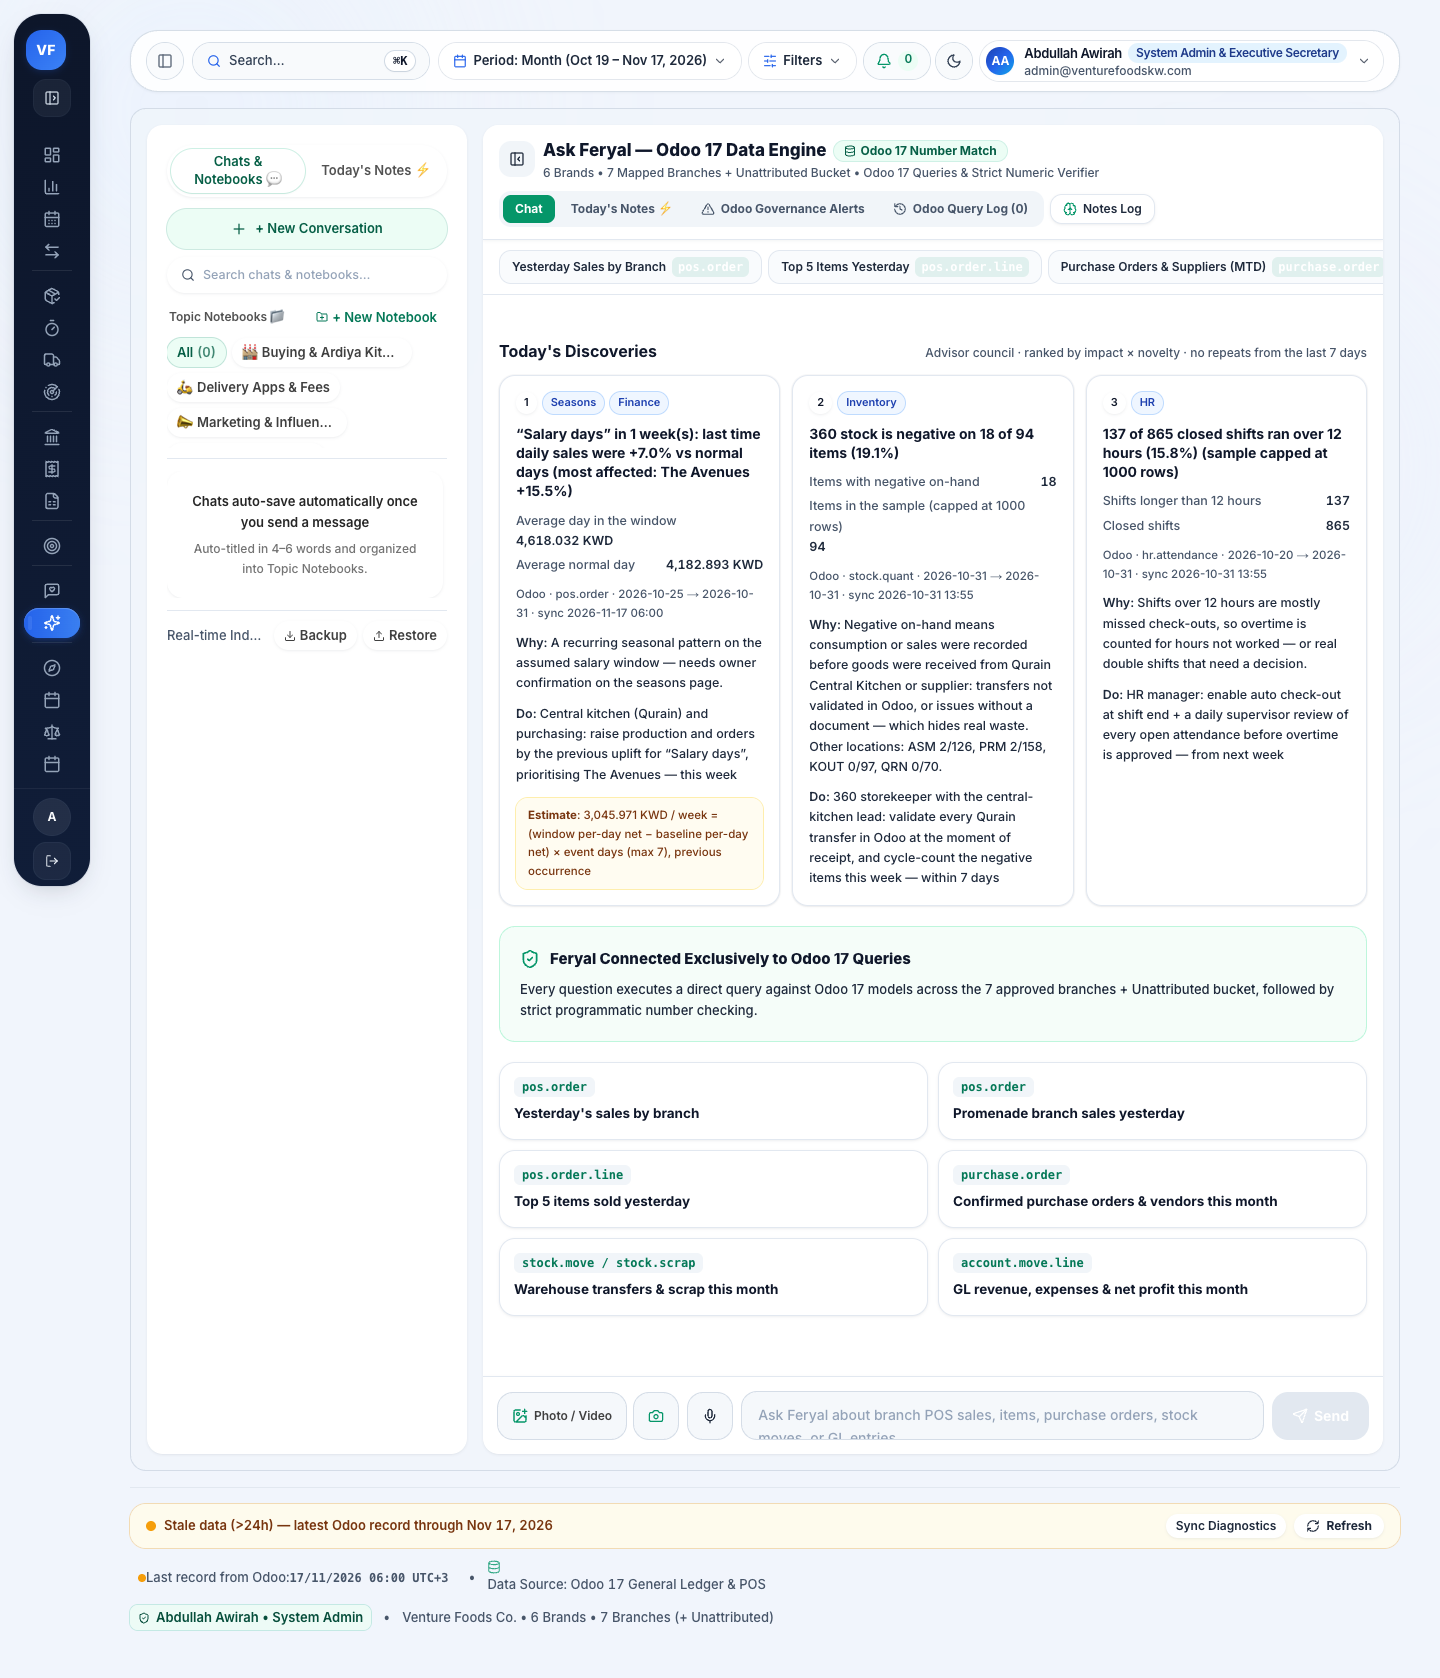 VF
Search...
⌘K
Period: Month (Oct 19 – Nov 17, 2026)
Filters
0
AA
Abdullah Awirah
System Admin & Executive Secretary
admin@venturefoodskw.com
Chats &
Notebooks 💬
Today's Notes ⚡
+ New Conversation
Search chats & notebooks...
Topic Notebooks
+ New Notebook
All (0)
Buying & Ardiya Kit...
Delivery Apps & Fees
Marketing & Influen...
Chats auto-save automatically once
you send a message
Auto-titled in 4–6 words and organized
into Topic Notebooks.
Real-time Ind...
Backup
Restore
A
Ask Feryal — Odoo 17 Data Engine
Odoo 17 Number Match
6 Brands • 7 Mapped Branches + Unattributed Bucket • Odoo 17 Queries & Strict Numeric Verifier
Chat
Today's Notes ⚡
Odoo Governance Alerts
Odoo Query Log (0)
Notes Log
Yesterday Sales by Branch pos.order
Top 5 Items Yesterday pos.order.line
Purchase Orders & Suppliers (MTD) purchase.order
Today's Discoveries
Advisor council · ranked by impact × novelty · no repeats from the last 7 days
1
Seasons
Finance
“Salary days” in 1 week(s): last time
daily sales were +7.0% vs normal
days (most affected: The Avenues
+15.5%)
Average day in the window
4,618.032 KWD
Average normal day 4,182.893 KWD
Odoo · pos.order · 2026-10-25 → 2026-10-
31 · sync 2026-11-17 06:00
Why: A recurring seasonal pattern on the
assumed salary window — needs owner
confirmation on the seasons page.
Do: Central kitchen (Qurain) and
purchasing: raise production and orders
by the previous uplift for “Salary days”,
prioritising The Avenues — this week
Estimate: 3,045.971 KWD / week =
(window per-day net − baseline per-day
net) × event days (max 7), previous
occurrence
2
Inventory
360 stock is negative on 18 of 94
items (19.1%)
Items with negative on-hand 18
Items in the sample (capped at 1000
rows)
94
Odoo · stock.quant · 2026-10-31 → 2026-
10-31 · sync 2026-10-31 13:55
Why: Negative on-hand means
consumption or sales were recorded
before goods were received from Qurain
Central Kitchen or supplier: transfers not
validated in Odoo, or issues without a
document — which hides real waste.
Other locations: ASM 2/126, PRM 2/158,
KOUT 0/97, QRN 0/70.
Do: 360 storekeeper with the central-
kitchen lead: validate every Qurain
transfer in Odoo at the moment of
receipt, and cycle-count the negative
items this week — within 7 days
3
HR
137 of 865 closed shifts ran over 12
hours (15.8%) (sample capped at
1000 rows)
Shifts longer than 12 hours 137
Closed shifts 865
Odoo · hr.attendance · 2026-10-20 → 2026-
10-31 · sync 2026-10-31 13:55
Why: Shifts over 12 hours are mostly
missed check-outs, so overtime is
counted for hours not worked — or real
double shifts that need a decision.
Do: HR manager: enable auto check-out
at shift end + a daily supervisor review of
every open attendance before overtime
is approved — from next week
Feryal Connected Exclusively to Odoo 17 Queries
Every question executes a direct query against Odoo 17 models across the 7 approved branches + Unattributed bucket, followed by
strict programmatic number checking.
pos.order
Yesterday's sales by branch
pos.order
Promenade branch sales yesterday
pos.order.line
Top 5 items sold yesterday
purchase.order
Confirmed purchase orders & vendors this month
stock.move / stock.scrap
Warehouse transfers & scrap this month
account.move.line
GL revenue, expenses & net profit this month
Photo / Video
Ask Feryal about branch POS sales, items, purchase orders, stock
moves, or GL entries
Send
Stale data (>24h) — latest Odoo record through Nov 17, 2026
Sync Diagnostics
Refresh
Last record from Odoo:17/11/2026 06:00 UTC+3
•
Data Source: Odoo 17 General Ledger & POS
Abdullah Awirah • System Admin
• Venture Foods Co. • 6 Brands • 7 Branches (+ Unattributed)